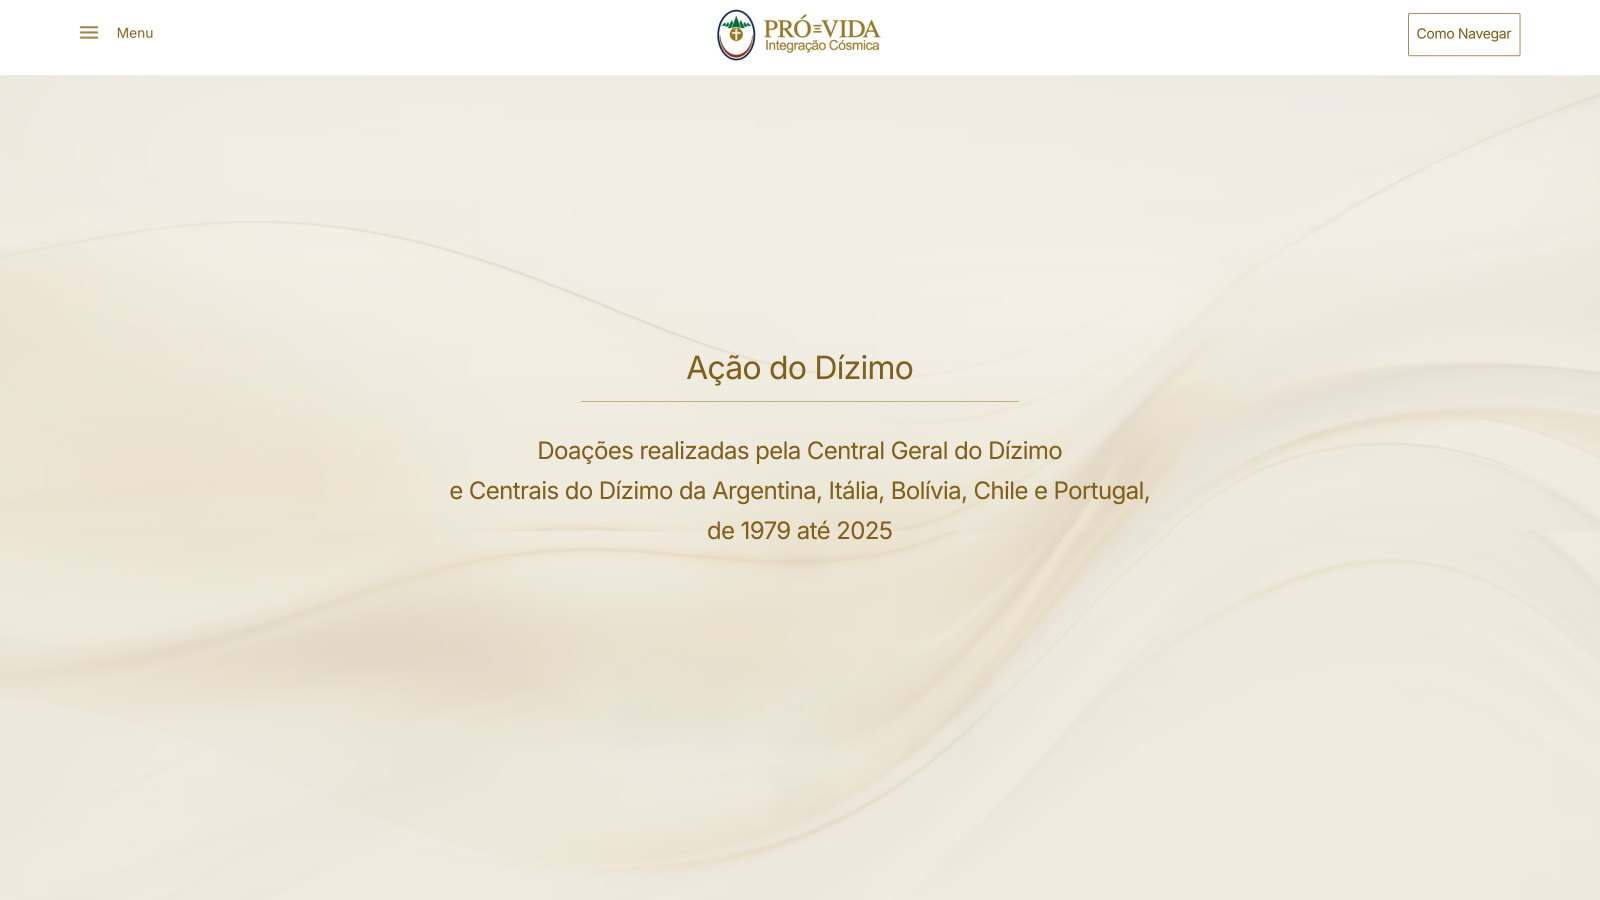 Menu
PRÓ-VIDA
Integração Cósmica
Como Navegar
Ação do Dízimo
Doações realizadas pela Central Geral do Dízimo
e Centrais do Dízimo da Argentina, Itália, Bolívia, Chile e Portugal,
de 1979 até 2025